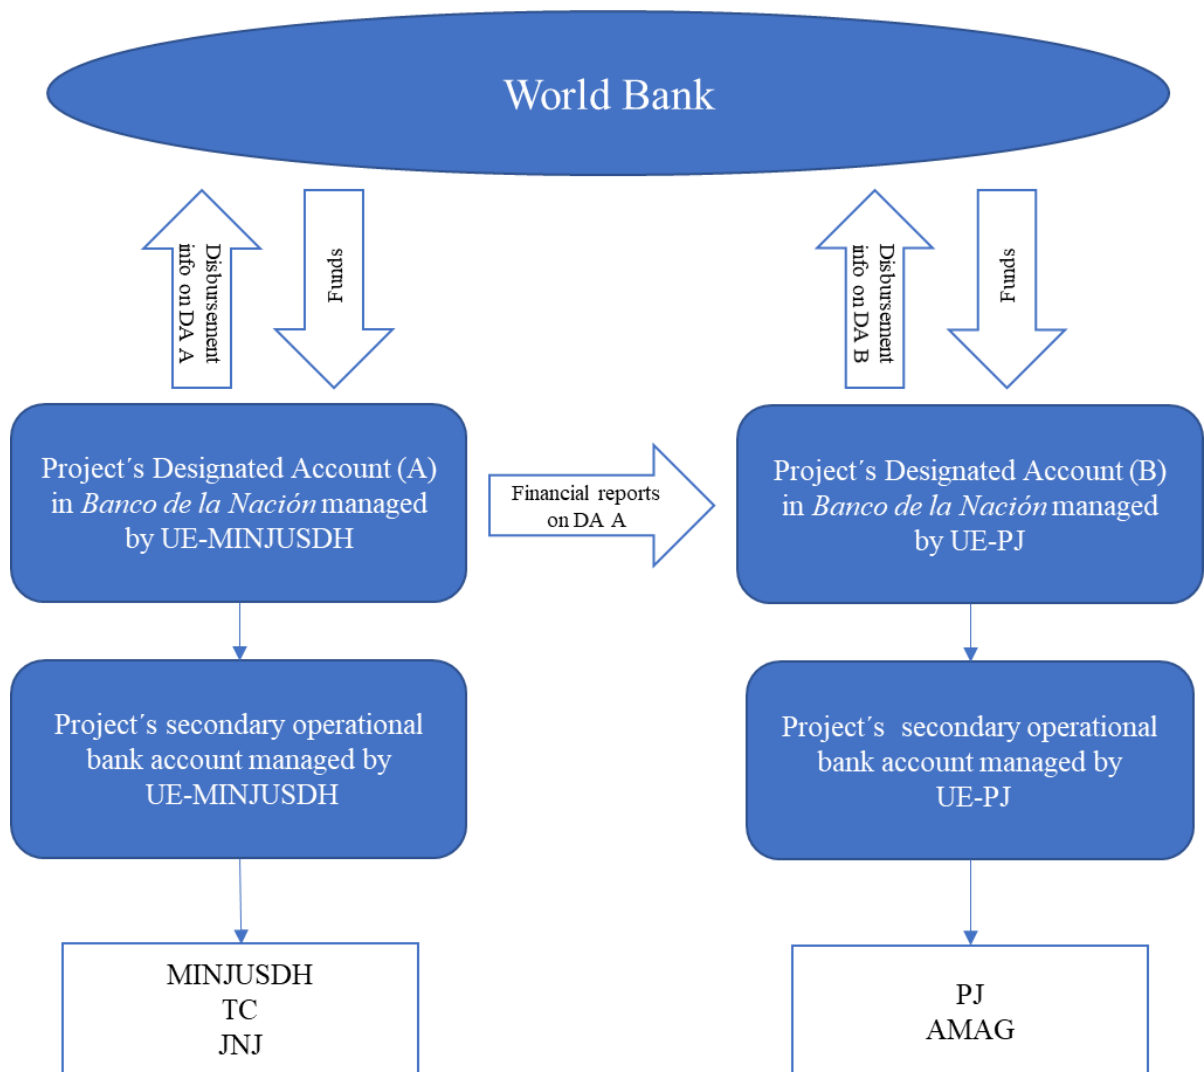 World Bank
Disbursement
info on DA A
Funds
Disbursement
info on DA B
Funds
Project´s Designated Account (A)
in Banco de la Nación managed
by UE-MINJUSDH
Financial reports
on DA A
Project´s Designated Account (B)
in Banco de la Nación managed
by UE-PJ
Project´s secondary operational
bank account managed by
UE-MINJUSDH
Project´s secondary operational
bank account managed by
UE-PJ
MINJUSDH
TC
JNJ
PJ
AMAG